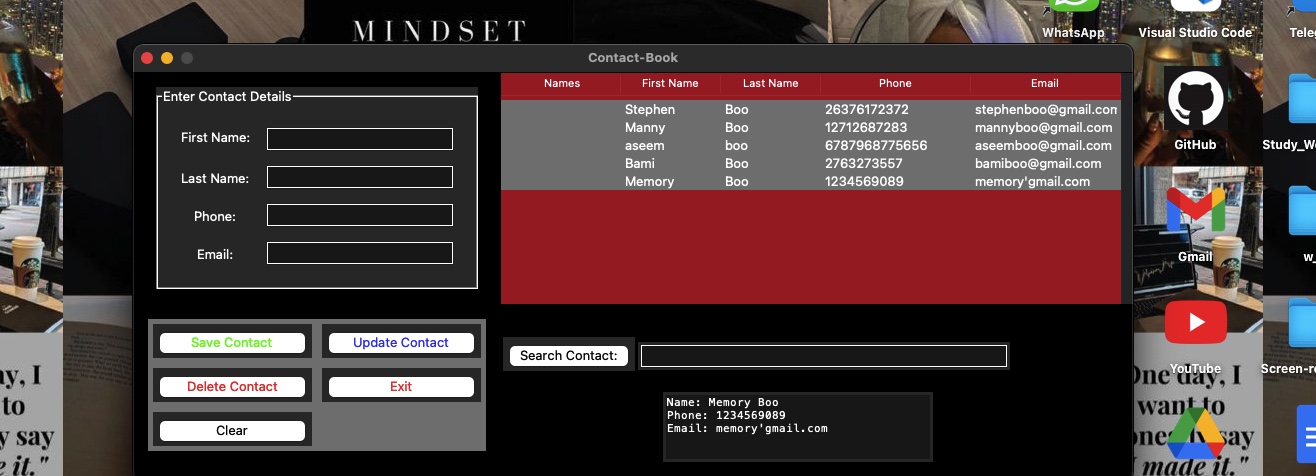 MINDSET
WhatsApp
Visual Studio Code
Teleg
Contact-Book
Names First Name Last Name Phone Email
Stephen Boo 26376172372 stephenboo@gmail.com
Manny Boo 12712687283 mannyboo@gmail.com
aseem Boo 6787968775656 aseemboo@gmail.com
Bami Boo 2763273557 bamiboo@gmail.com
Memory Boo 1234569089 memory'gmail.com
Enter Contact Details
First Name:
Last Name:
Phone:
Email:
Save Contact
Update Contact
Delete Contact
Exit
Clear
Search Contact:
Name: Memory Boo
Phone: 1234569089
Email: memory'gmail.com
GitHub
Study_Wo
Gmail
w_
YouTube
Screen-re
ay, I
to
y say
e it."
One day, I
want to
say
made it."